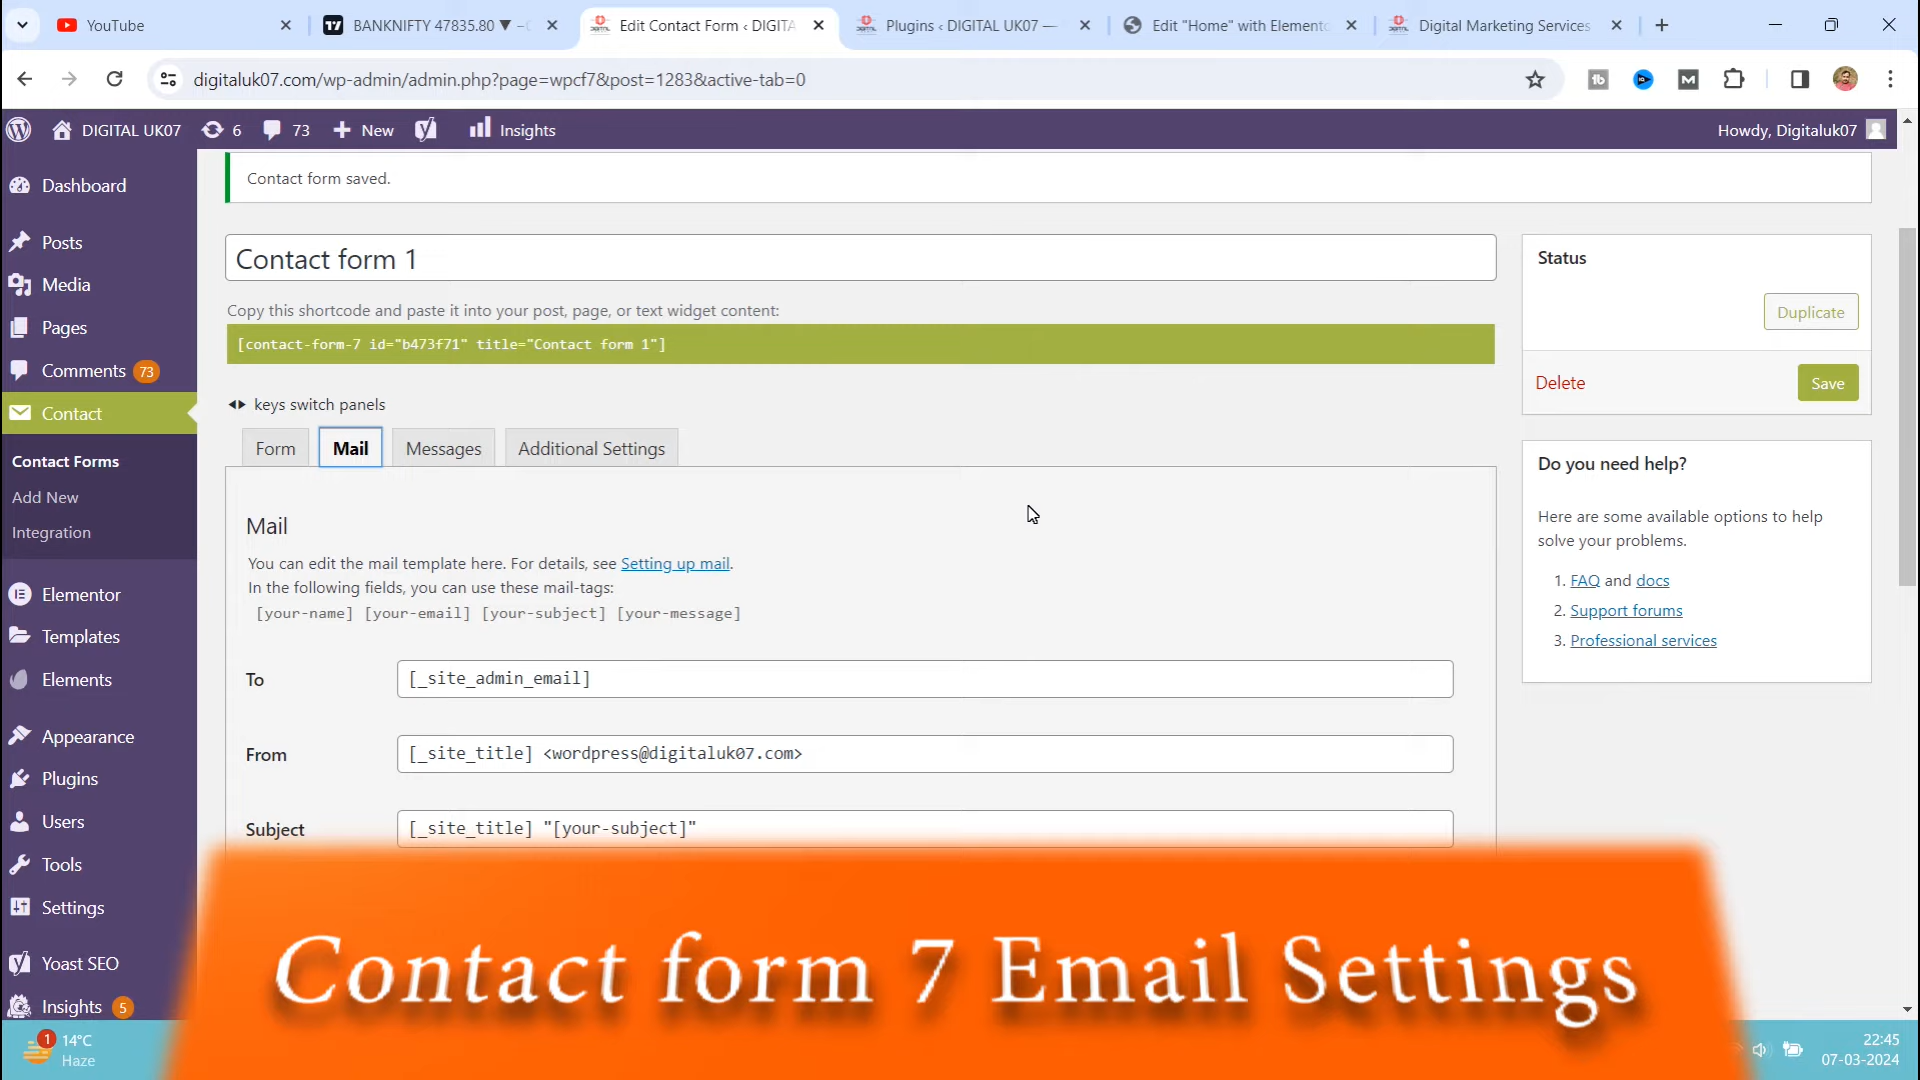 YouTube
BANKNIFTY 47835.80 ▼
Edit Contact Form ‹ DIGITA
Plugins ‹ DIGITAL UK07 —
Edit "Home" with Elemento
Digital Marketing Services
digitaluk07.com/wp-admin/admin.php?page=wpcf7&post=1283&active-tab=0
DIGITAL UK07
6
73
New
Insights
Howdy, Digitaluk07
Dashboard
Posts
Media
Pages
Comments 73
Contact
Contact Forms
Add New
Integration
Elementor
Templates
Elements
Appearance
Plugins
Users
Tools
Settings
Yoast SEO
Insights 5
Contact form saved.
Contact form 1
Copy this shortcode and paste it into your post, page, or text widget content:
[contact-form-7 id="b473f71" title="Contact form 1"]
keys switch panels
Form
Mail
Messages
Additional Settings
Mail
You can edit the mail template here. For details, see Setting up mail.
In the following fields, you can use these mail-tags:
[your-name] [your-email] [your-subject] [your-message]
To
[_site_admin_email]
From
[_site_title] <wordpress@digitaluk07.com>
Subject
[_site_title] "[your-subject]"
Status
Duplicate
Delete
Save
Do you need help?
Here are some available options to help
solve your problems.
1. FAQ and docs
2. Support forums
3. Professional services
Contact form 7 Email Settings
1
14°C
Haze
22:45
07-03-2024